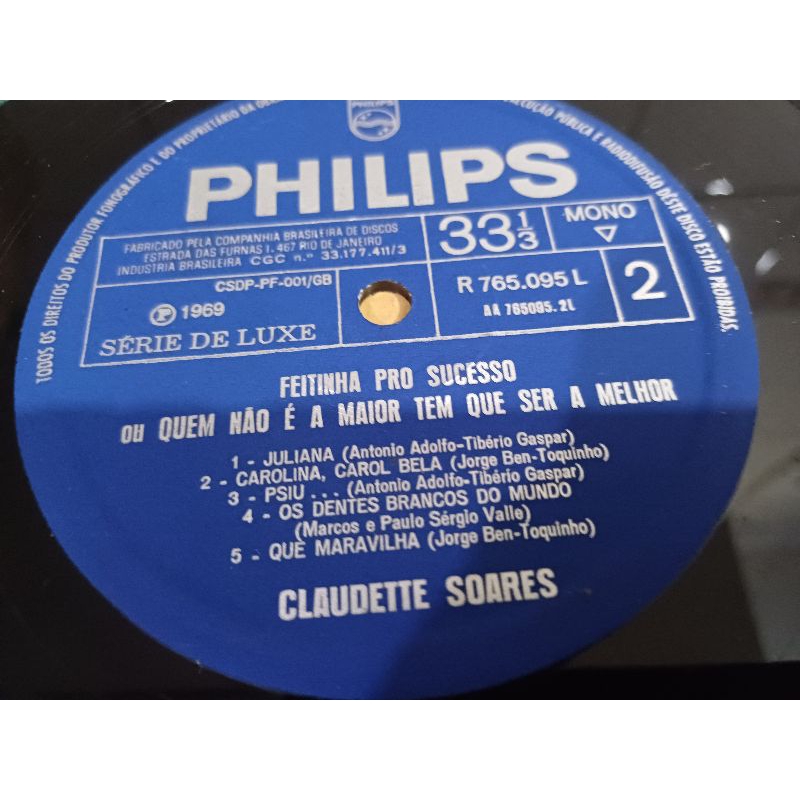 TODOS OS DIREITOS DO PRODUTOR FONOGRÁFICO E DO PROPRIETÁRIO DA
EXECUÇÃO PÚBLICA E RADIODIFUSÃO DÊSTE DISCO ESTÃO PROIBIDAS.
PHILIPS
PHILIPS
FABRICADO PELA COMPANHIA BRASILEIRA DE DISCOS
ESTRADA DAS FURNAS 1.467 RIO DE JANEIRO
INDUSTRIA BRASILEIRA CGC n.º 33.177.411/3
33 1/3
MONO
CSDP-PF-001/GB
Ⓟ 1969
SÉRIE DE LUXE
R 765.095 L
AA 765095.2L
2
FEITINHA PRO SUCESSO
OU QUEM NÃO É A MAIOR TEM QUE SER A MELHOR
1 - JULIANA (Antonio Adolfo-Tibério Gaspar)
2 - CAROLINA, CAROL BELA (Jorge Ben-Toquinho)
3 - PSIU ... (Antonio Adolfo-Tibério Gaspar)
4 - OS DENTES BRANCOS DO MUNDO
(Marcos e Paulo Sérgio Valle)
5 - QUE MARAVILHA (Jorge Ben-Toquinho)
CLAUDETTE SOARES